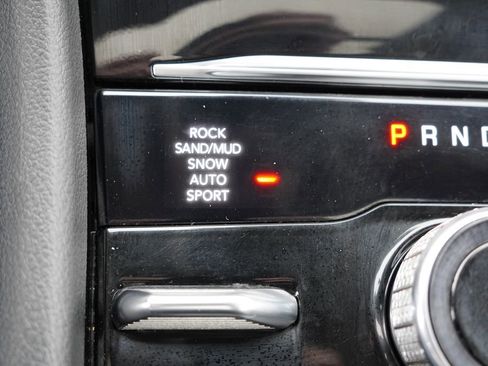 ROCK
SAND/MUD
SNOW
AUTO
SPORT
P R N D